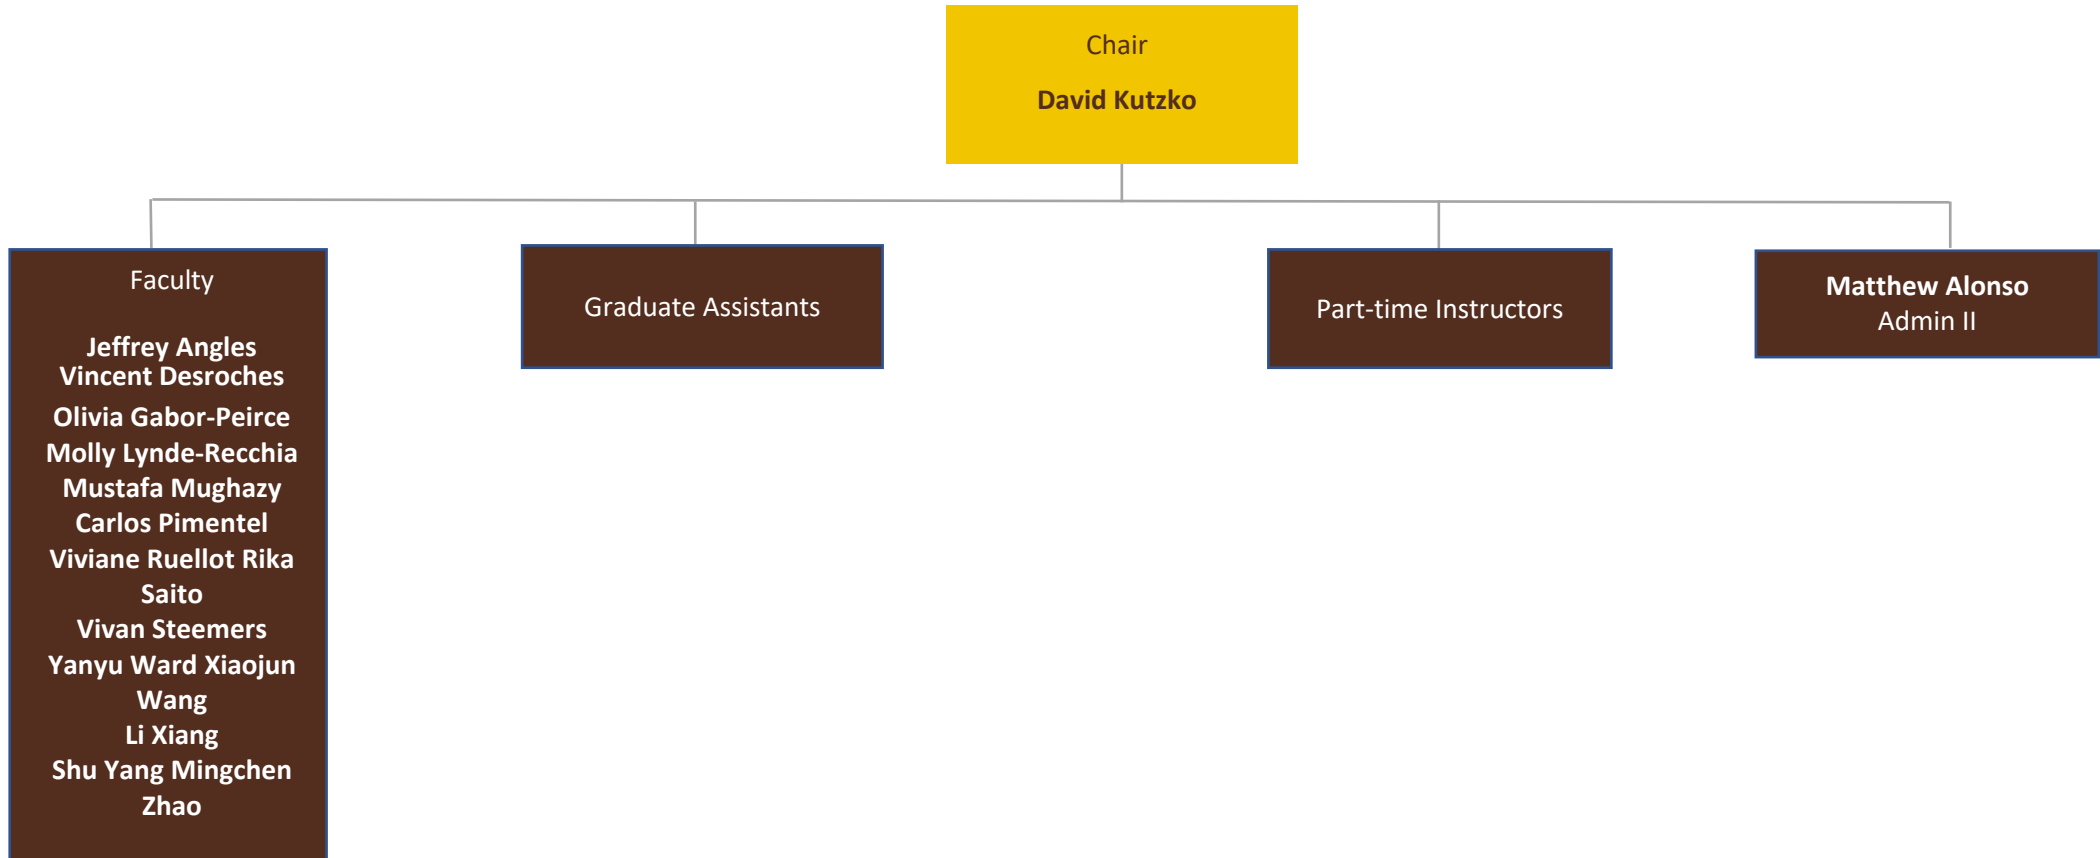 Chair
David Kutzko
Faculty
Jeffrey Angles
Vincent Desroches
Olivia Gabor-Peirce
Molly Lynde-Recchia
Mustafa Mughazy
Carlos Pimentel
Viviane Ruellot Rika
Saito
Vivan Steemers
Yanyu Ward Xiaojun
Wang
Li Xiang
Shu Yang Mingchen
Zhao
Graduate Assistants
Part-time Instructors
Matthew Alonso
Admin II